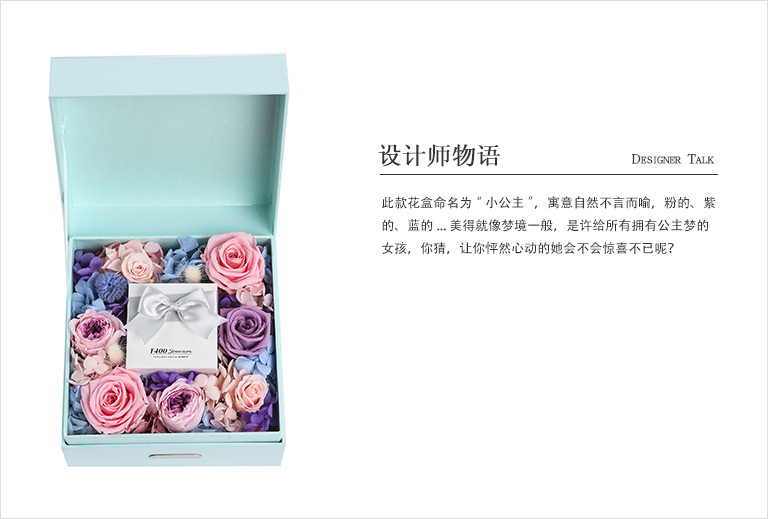 设计师物语
DESIGNER TALK
此款花盒命名为 " 小公主 ", 寓意自然不言而喻, 粉的、紫
的、蓝的 ... 美得就像梦境一般, 是许给所有拥有公主梦的
女孩, 你猜, 让你怦然心动的她会不会惊喜不已呢?
1400